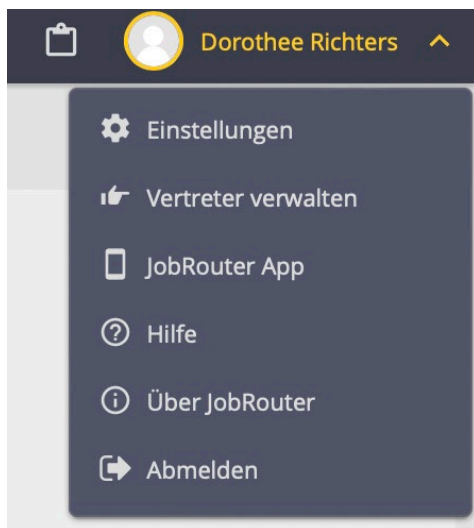 Dorothee Richters
Einstellungen
Vertreter verwalten
JobRouter App
Hilfe
Über JobRouter
Abmelden